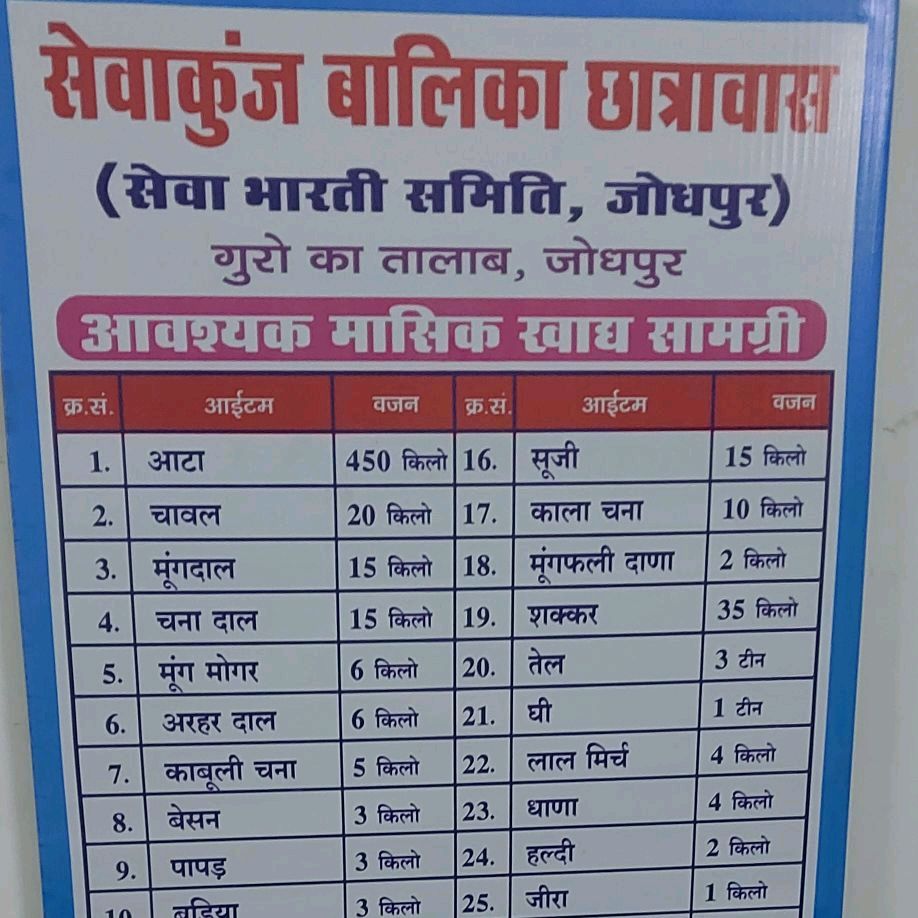 सेवाकुंज बालिका छात्रावास
(सेवा भारती समिति, जोधपुर)
गुरो का तालाब, जोधपुर
आवश्यक मासिक खाद्य सामग्री
क्र.सं. आईटम वजन क्र.सं. आईटम वजन
1. आटा 450 किलो 16. सूजी 15 किलो
2. चावल 20 किलो 17. काला चना 10 किलो
3. मूंगदाल 15 किलो 18. मूंगफली दाणा 2 किलो
4. चना दाल 15 किलो 19. शक्कर 35 किलो
5. मूंग मोगर 6 किलो 20. तेल 3 टीन
6. अरहर दाल 6 किलो 21. घी 1 टीन
7. काबूली चना 5 किलो 22. लाल मिर्च 4 किलो
8. बेसन 3 किलो 23. धाणा 4 किलो
9. पापड़ 3 किलो 24. हल्दी 2 किलो
10 3 किलो 25. जीरा 1 किलो